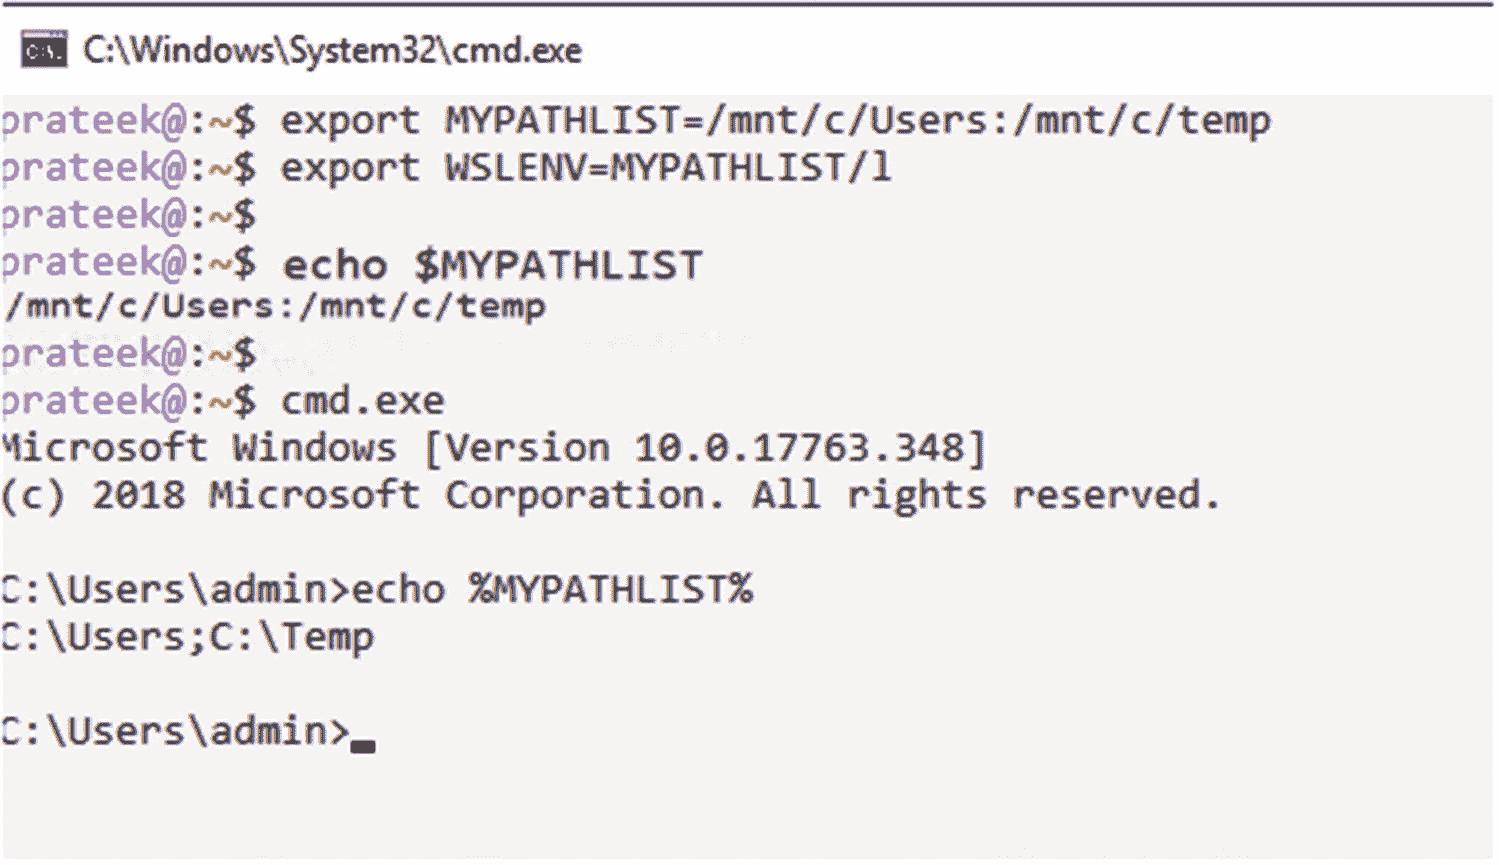 C:\Windows\System32\cmd.exe
prateek@:~$ export MYPATHLIST=/mnt/c/Users:/mnt/c/temp
prateek@:~$ export WSLENV=MYPATHLIST/l
prateek@:~$
prateek@:~$ echo $MYPATHLIST
/mnt/c/Users:/mnt/c/temp
prateek@:~$
prateek@:~$ cmd.exe
Microsoft Windows [Version 10.0.17763.348]
(c) 2018 Microsoft Corporation. All rights reserved.
C:\Users\admin>echo %MYPATHLIST%
C:\Users;C:\Temp
C:\Users\admin>